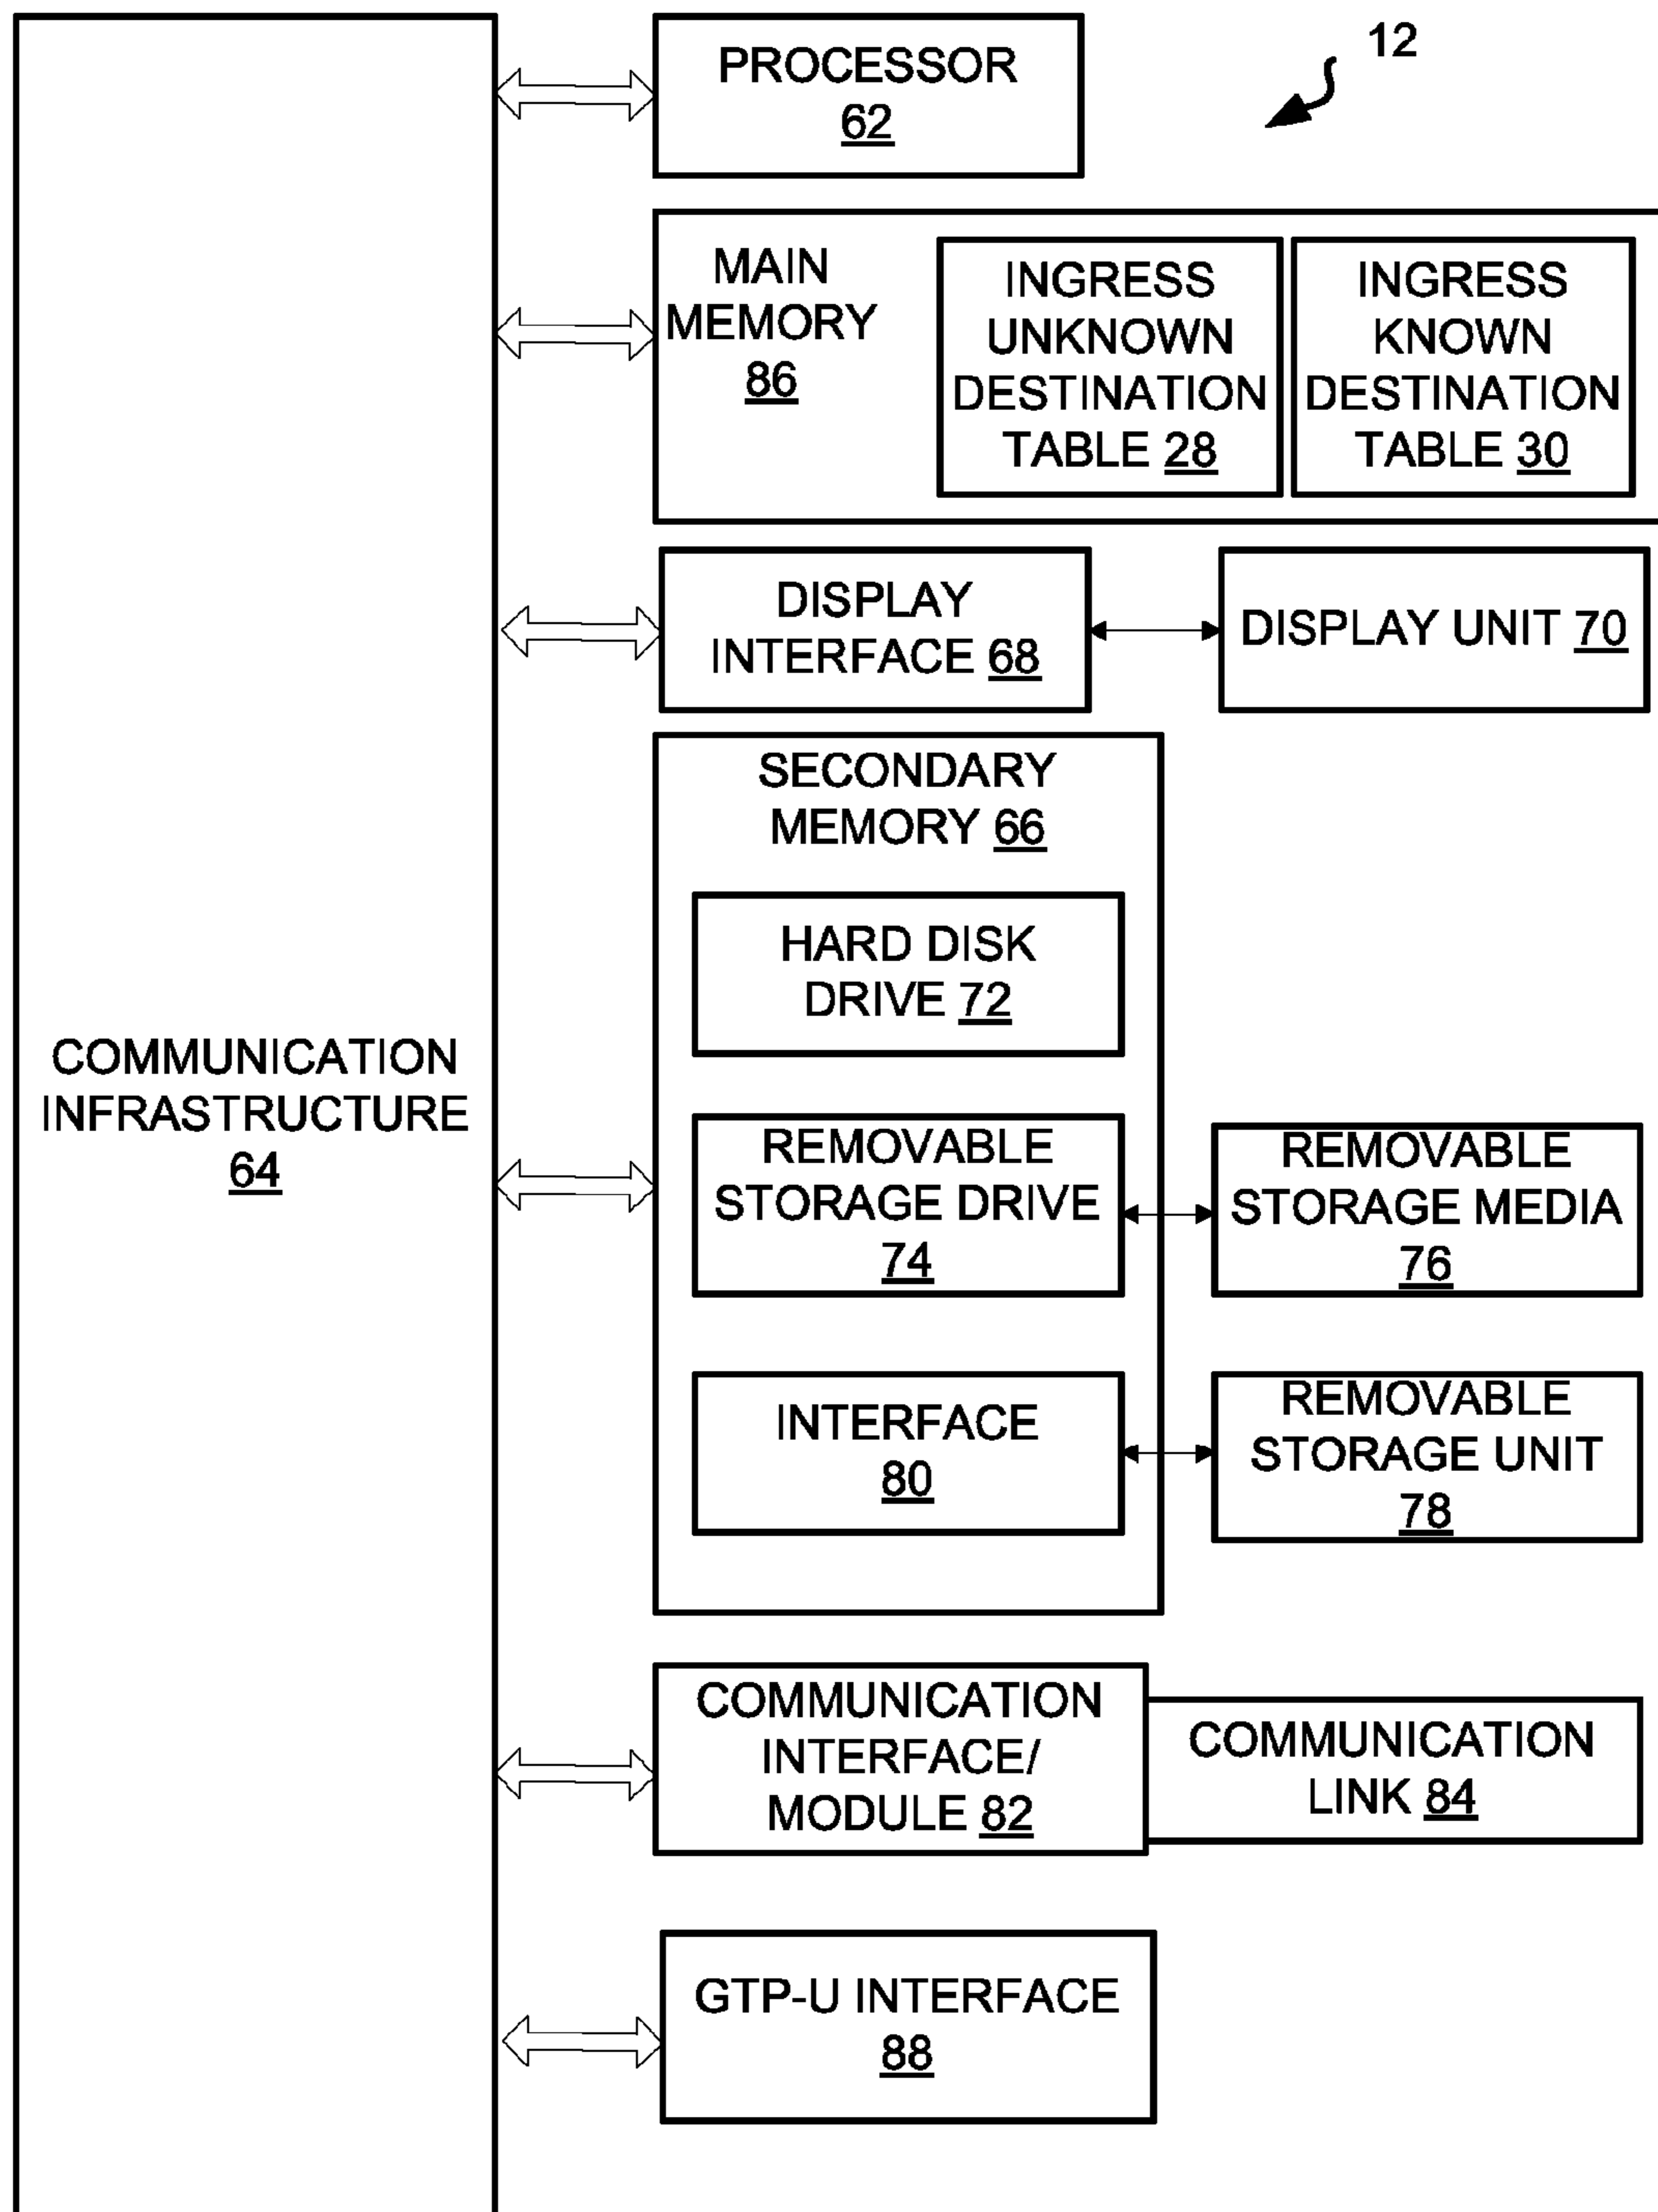 12
PROCESSOR
62
MAIN
MEMORY
86
INGRESS
UNKNOWN
DESTINATION
TABLE 28
INGRESS
KNOWN
DESTINATION
TABLE 30
DISPLAY
INTERFACE 68
DISPLAY UNIT 70
SECONDARY
MEMORY 66
HARD DISK
DRIVE 72
COMMUNICATION
INFRASTRUCTURE
64
REMOVABLE
STORAGE DRIVE
74
REMOVABLE
STORAGE MEDIA
76
INTERFACE
80
REMOVABLE
STORAGE UNIT
78
COMMUNICATION
INTERFACE/
MODULE 82
COMMUNICATION
LINK 84
GTP-U INTERFACE
88